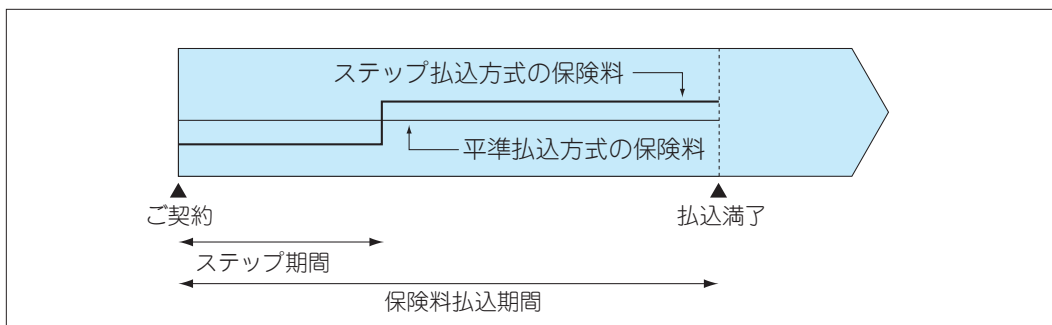 ステップ払込方式の保険料
平準払込方式の保険料
ご契約
払込満了
ステップ期間
保険料払込期間